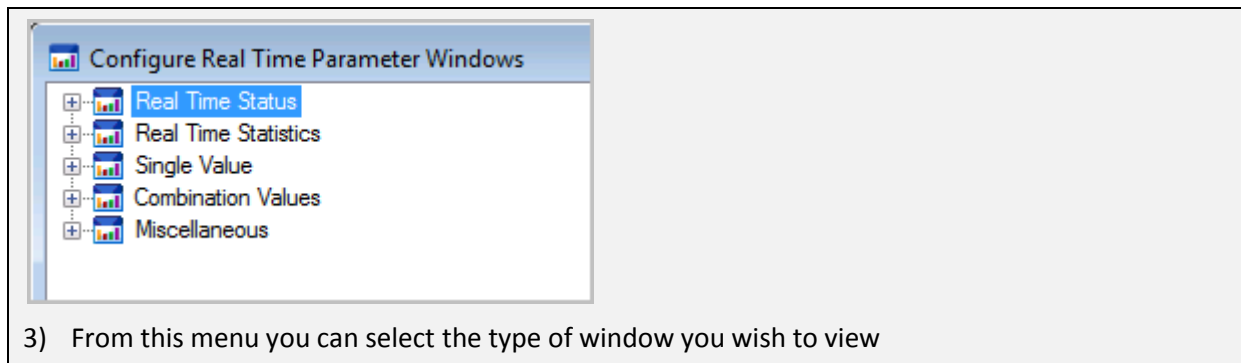 Configure Real Time Parameter Windows
Real Time Status
Real Time Statistics
Single Value
Combination Values
Miscellaneous
3) From this menu you can select the type of window you wish to view